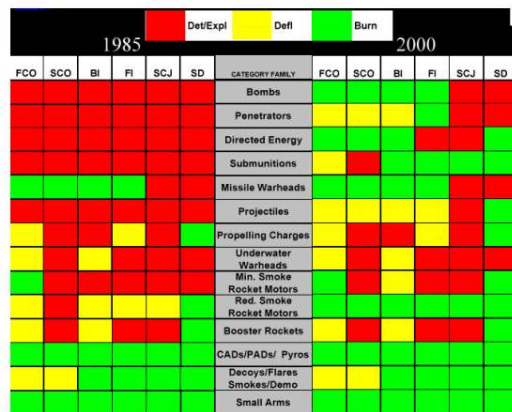 Det/Expl Defl Burn
1985 2000
FCO SCO BI FI SCJ SD CATEGORY FAMILY FCO SCO BI FI SCJ SD
Bombs
Penetrators
Directed Energy
Submunitions
Missile Warheads
Projectiles
Propelling Charges
Underwater
Warheads
Min. Smoke
Rocket Motors
Red. Smoke
Rocket Motors
Booster Rockets
CADs/PADs/ Pyros
Decoys/Flares
Smokes/Demo
Small Arms